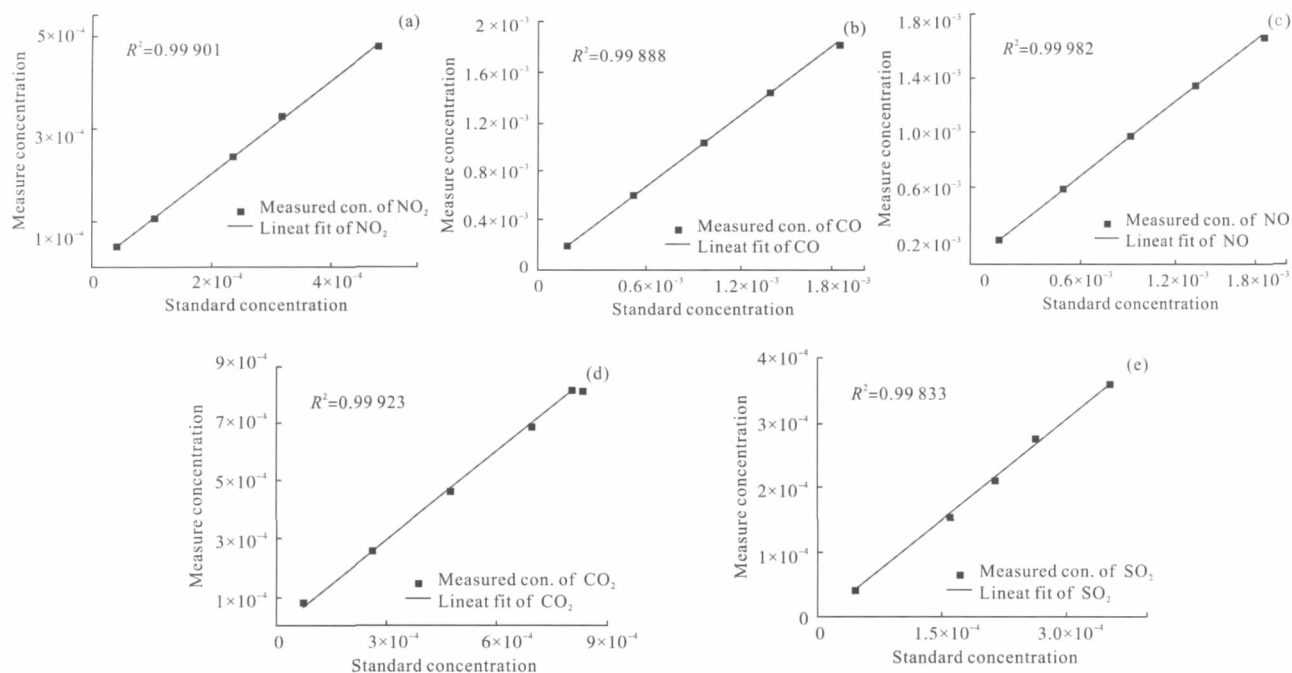 (a)
R²=0.99 901
5×10⁻⁴
3×10⁻⁴
1×10⁻⁴
Measure concentration
■ Measured con. of NO₂
— Lineat fit of NO₂
0 2×10⁻⁴ 4×10⁻⁴
Standard concentration
(b)
R²=0.99 888
2×10⁻³
1.6×10⁻³
1.2×10⁻³
0.8×10⁻³
0.4×10⁻³
0
Measure concentration
■ Measured con. of CO
— Lineat fit of CO
0 0.6×10⁻³ 1.2×10⁻³ 1.8×10⁻³
Standard concentration
(c)
R²=0.99 982
1.8×10⁻³
1.4×10⁻³
1.0×10⁻³
0.6×10⁻³
0.2×10⁻³
Measure concentration
■ Measured con. of NO
— Lineat fit of NO
0 0.6×10⁻³ 1.2×10⁻³ 1.8×10⁻³
Standard concentration
(d)
R²=0.99 923
9×10⁻⁴
7×10⁻⁴
5×10⁻⁴
3×10⁻⁴
1×10⁻⁴
Measure concentration
■ Measured con. of CO₂
— Lineat fit of CO₂
0 3×10⁻⁴ 6×10⁻⁴ 9×10⁻⁴
Standard concentration
(e)
R²=0.99 833
4×10⁻⁴
3×10⁻⁴
2×10⁻⁴
1×10⁻⁴
0
Measure concentration
■ Measured con. of SO₂
— Lineat fit of SO₂
0 1.5×10⁻⁴ 3.0×10⁻⁴
Standard concentration